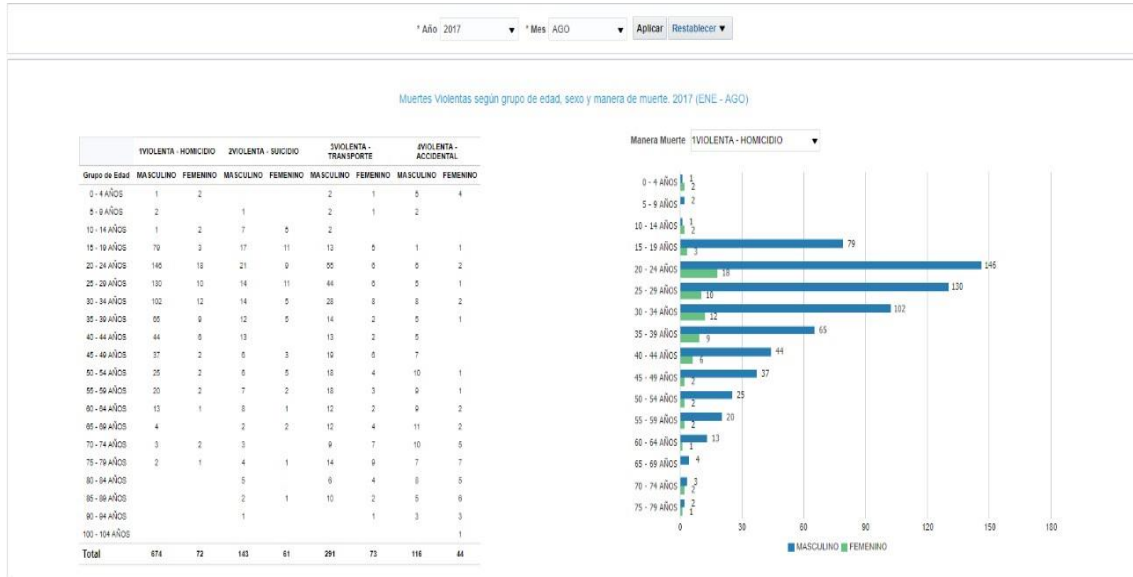 * Año 2017 * Mes AGO Aplicar Restablecer
Muertes Violentas según grupo de edad, sexo y manera de muerte. 2017 (ENE - AGO)
1VIOLENTA - HOMICIDIO 2VIOLENTA - SUICIDIO 3VIOLENTA - TRANSPORTE 4VIOLENTA - ACCIDENTAL
Grupo de Edad MASCULINO FEMENINO MASCULINO FEMENINO MASCULINO FEMENINO MASCULINO FEMENINO
0 - 4 AÑOS 1 2 2 1 5 4
5 - 9 AÑOS 2 1 2 1 2
10 - 14 AÑOS 1 2 7 5 2
15 - 19 AÑOS 79 3 17 11 13 5 1 1
20 - 24 AÑOS 146 18 21 9 55 6 6 2
25 - 29 AÑOS 130 10 14 11 44 6 5 1
30 - 34 AÑOS 102 12 14 5 28 8 8 2
35 - 39 AÑOS 65 9 12 5 14 2 5 1
40 - 44 AÑOS 44 6 13 13 2 5
45 - 49 AÑOS 37 2 6 3 19 6 7
50 - 54 AÑOS 25 2 6 5 18 4 10 1
55 - 59 AÑOS 20 2 7 2 18 3 9 1
60 - 64 AÑOS 13 1 8 1 12 2 9 2
65 - 69 AÑOS 4 2 2 12 4 11 2
70 - 74 AÑOS 3 2 3 9 7 10 5
75 - 79 AÑOS 2 1 4 1 14 9 7 7
80 - 84 AÑOS 5 6 4 8 5
85 - 89 AÑOS 2 1 10 2 5 6
90 - 94 AÑOS 1 1 3 3
100 - 104 AÑOS 1
Total 674 72 143 61 291 73 116 44
Manera Muerte 1VIOLENTA - HOMICIDIO
0 - 4 AÑOS 1 2
5 - 9 AÑOS 2
10 - 14 AÑOS 1 2
15 - 19 AÑOS 79 3
20 - 24 AÑOS 146 18
25 - 29 AÑOS 130 10
30 - 34 AÑOS 102 12
35 - 39 AÑOS 65 9
40 - 44 AÑOS 44 6
45 - 49 AÑOS 37 2
50 - 54 AÑOS 25 2
55 - 59 AÑOS 20 2
60 - 64 AÑOS 13 1
65 - 69 AÑOS 4
70 - 74 AÑOS 3 2
75 - 79 AÑOS 2 1
0 30 60 90 120 150 180
MASCULINO FEMENINO